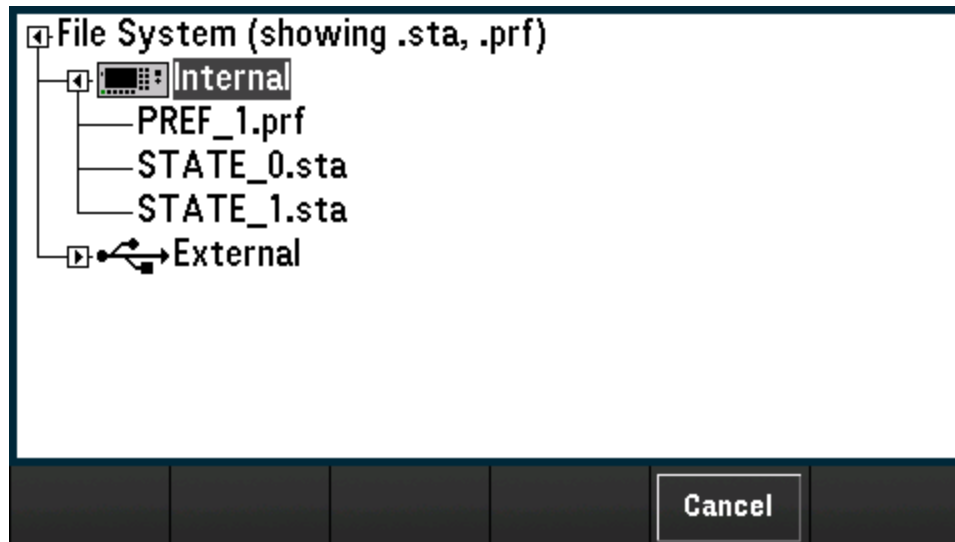 File System (showing .sta, .prf)
Internal
PREF_1.prf
STATE_0.sta
STATE_1.sta
External
Cancel